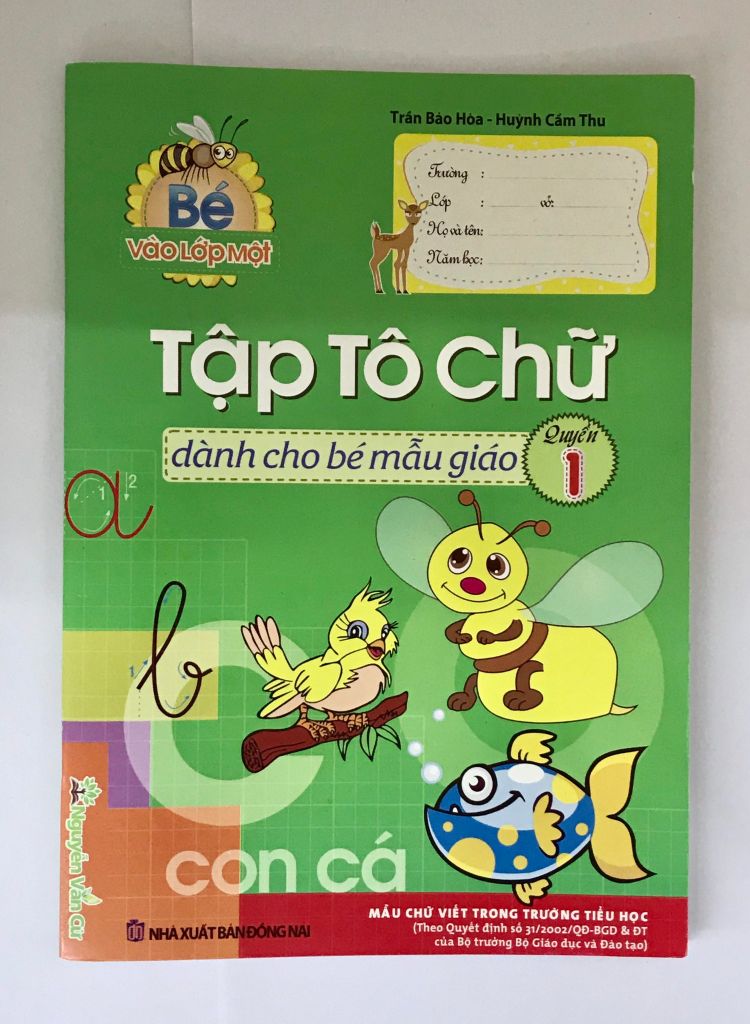 Trần Bảo Hòa - Huỳnh Cẩm Thu
Bé
vào lớp một
Trường :
Lớp : vở:
Họ và tên:
Năm học:
Tập Tô Chữ
dành cho bé mẫu giáo
Quyển
1
a
1 2
b
1
con cá
Nguyễn Văn Cừ
NHÀ XUẤT BẢN ĐỒNG NAI
MẪU CHỮ VIẾT TRONG TRƯỜNG TIỂU HỌC
(Theo Quyết định số 31/2002/QĐ-BGD & ĐT
của Bộ trưởng Bộ Giáo dục và Đào tạo)